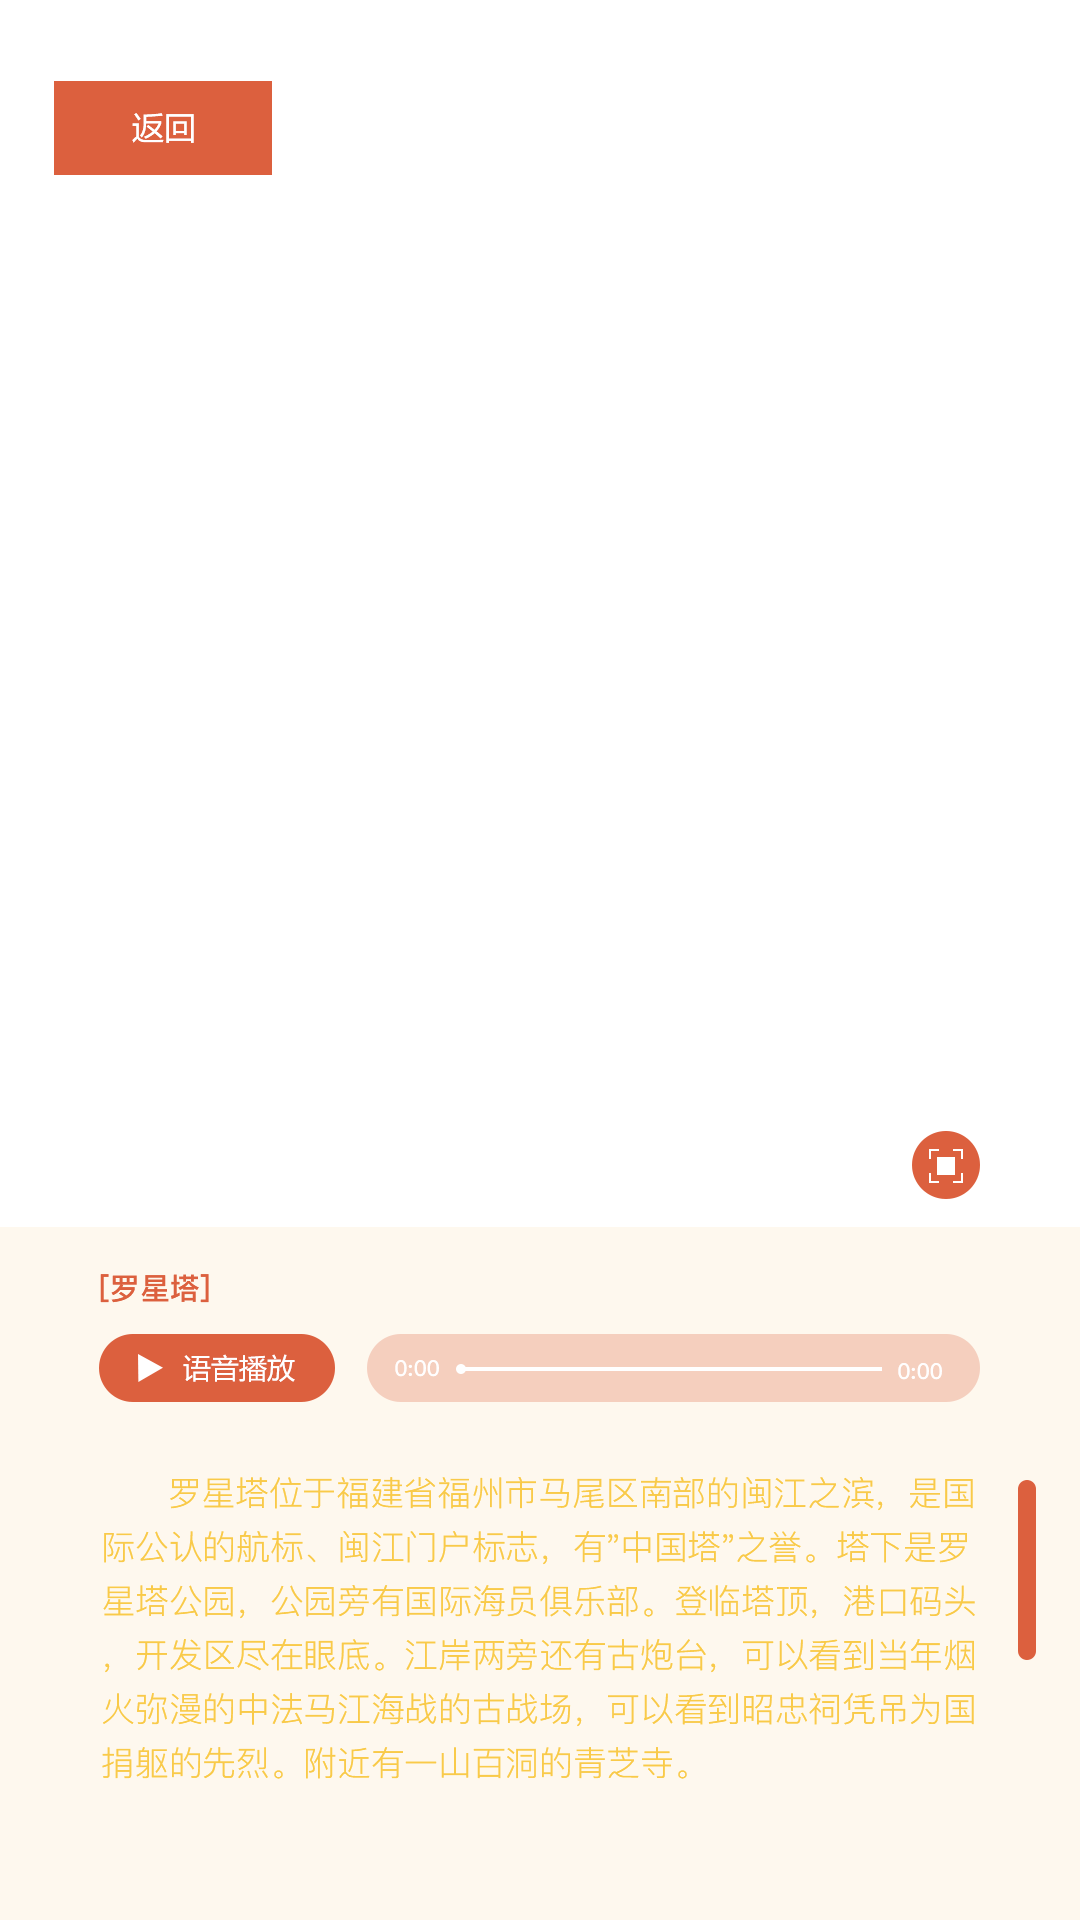 返回
[罗星塔]
语音播放
0:00
0:00
罗星塔位于福建省福州市马尾区南部的闽江之滨，是国
际公认的航标、闽江门户标志，有”中国塔”之誉。塔下是罗
星塔公园，公园旁有国际海员俱乐部。登临塔顶，港口码头
，开发区尽在眼底。江岸两旁还有古炮台，可以看到当年烟
火弥漫的中法马江海战的古战场，可以看到昭忠祠凭吊为国
捐躯的先烈。附近有一山百洞的青芝寺。